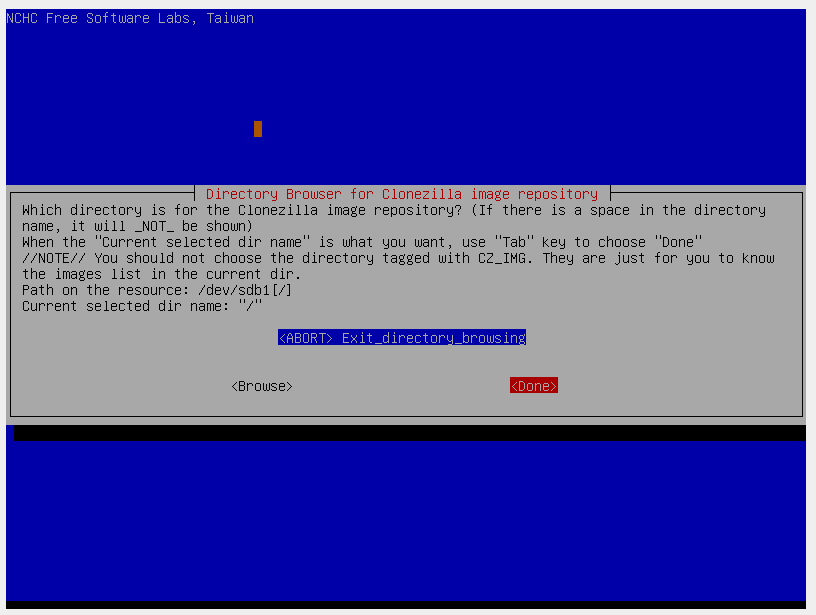 NCHC Free Software Labs, Taiwan
Directory Browser for Clonezilla image repository
Which directory is for the Clonezilla image repository? (If there is a space in the directory
name, it will _NOT_ be shown)
When the "Current selected dir name" is what you want, use "Tab" key to choose "Done"
//NOTE// You should not choose the directory tagged with CZ_IMG. They are just for you to know
the images list in the current dir.
Path on the resource: /dev/sdb1[/]
Current selected dir name: "/"
<ABORT> Exit_directory_browsing
<Browse> <Done>